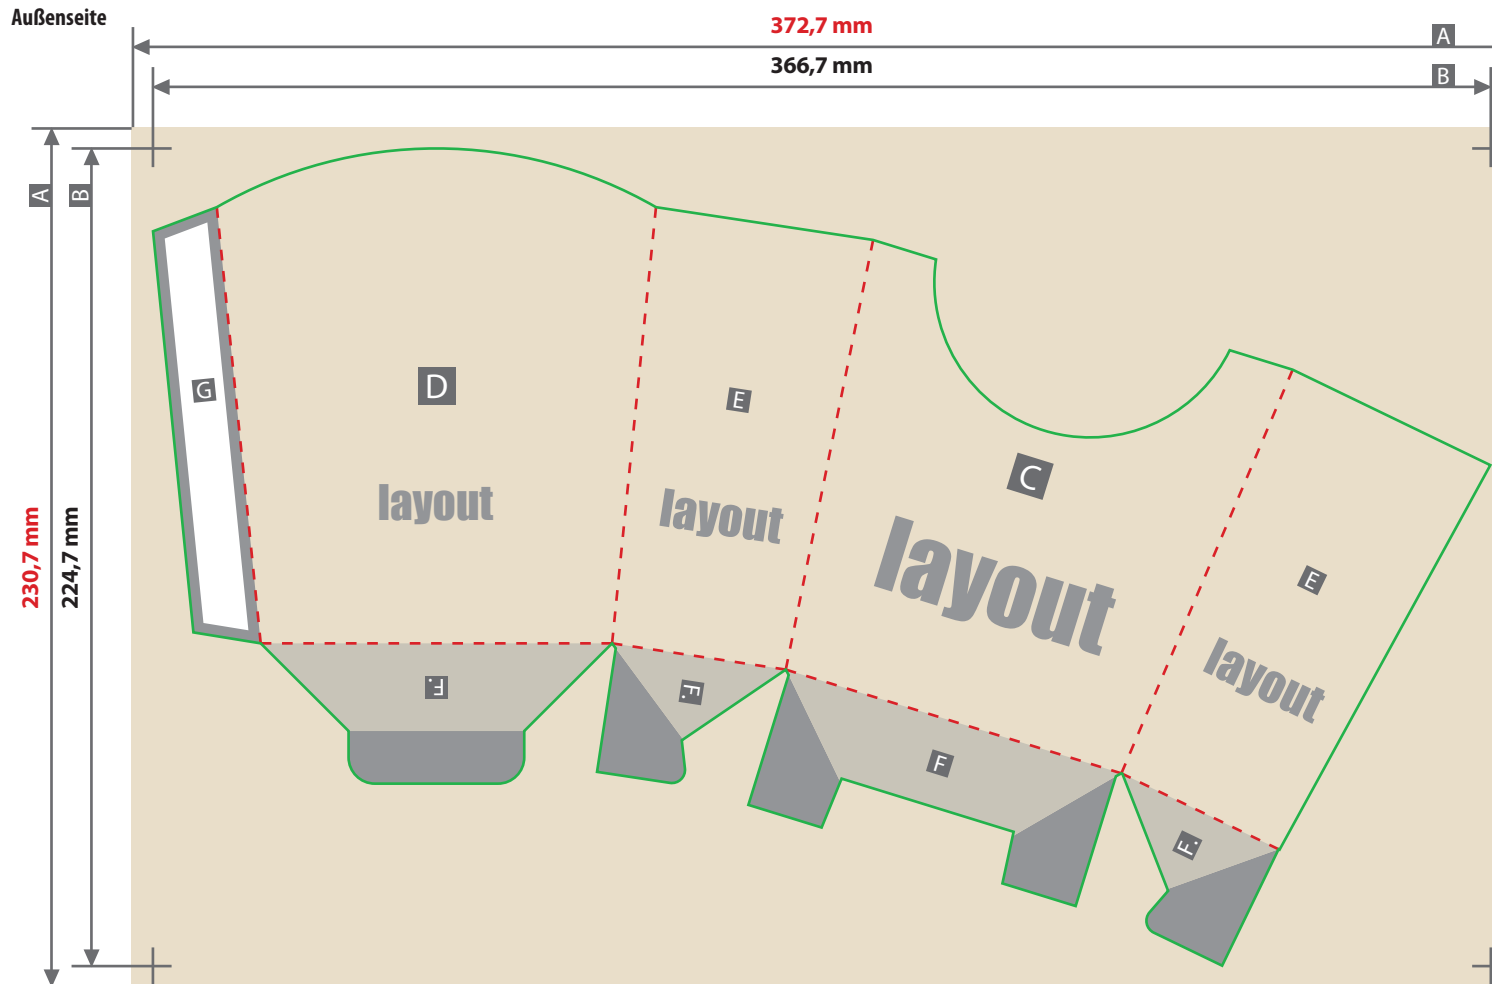 Außenseite
372,7 mm
A
366,7 mm
B
A
B
G
D
E
C
E
layout
layout
layout
layout
230,7 mm
224,7 mm
F.
F.
F
F.